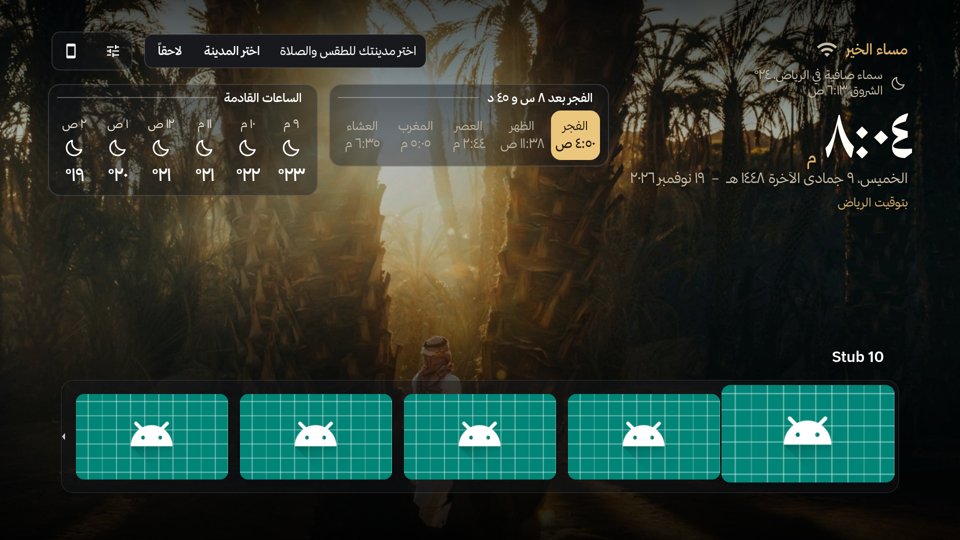 مساء الخير
سماء صافية في الرياض، ٢٤°
الشروق ٦:١٣ ص
٨:٠٤ م
الخميس، ٩ جمادى الآخرة ١٤٤٨ هـ – ١٩ نوفمبر ٢٠٢٦
بتوقيت الرياض
اختر مدينتك للطقس والصلاة اختر المدينة لاحقاً
الفجر بعد ٨ س و ٤٥ د
الفجر الظهر العصر المغرب العشاء
٤:٥٠ ص ١١:٣٨ ص ٢:٤٤ م ٥:٠٥ م ٦:٣٥ م
الساعات القادمة
٩ م ١٠ م ١١ م ١٢ ص ١ ص ٢ ص
٢٣° ٢٢° ٢١° ٢١° ٢٠° ١٩°
Stub 10